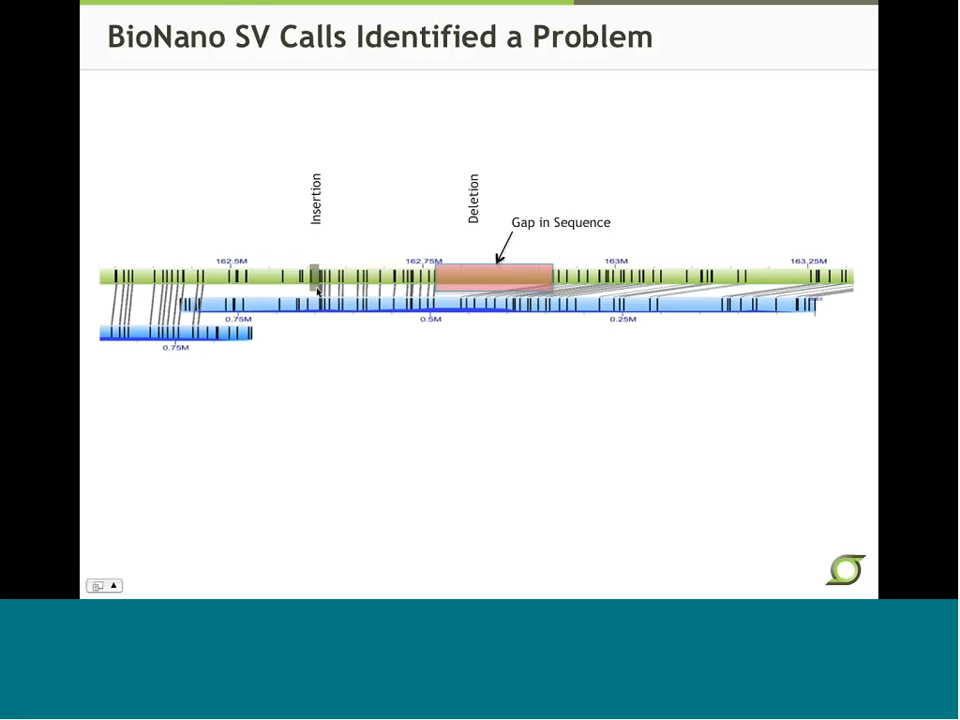 BioNano SV Calls Identified a Problem
Insertion
Deletion
Gap in Sequence
162.5M
162.75M
163M
163.25M
0.75M
0.5M
0.25M
0.75M